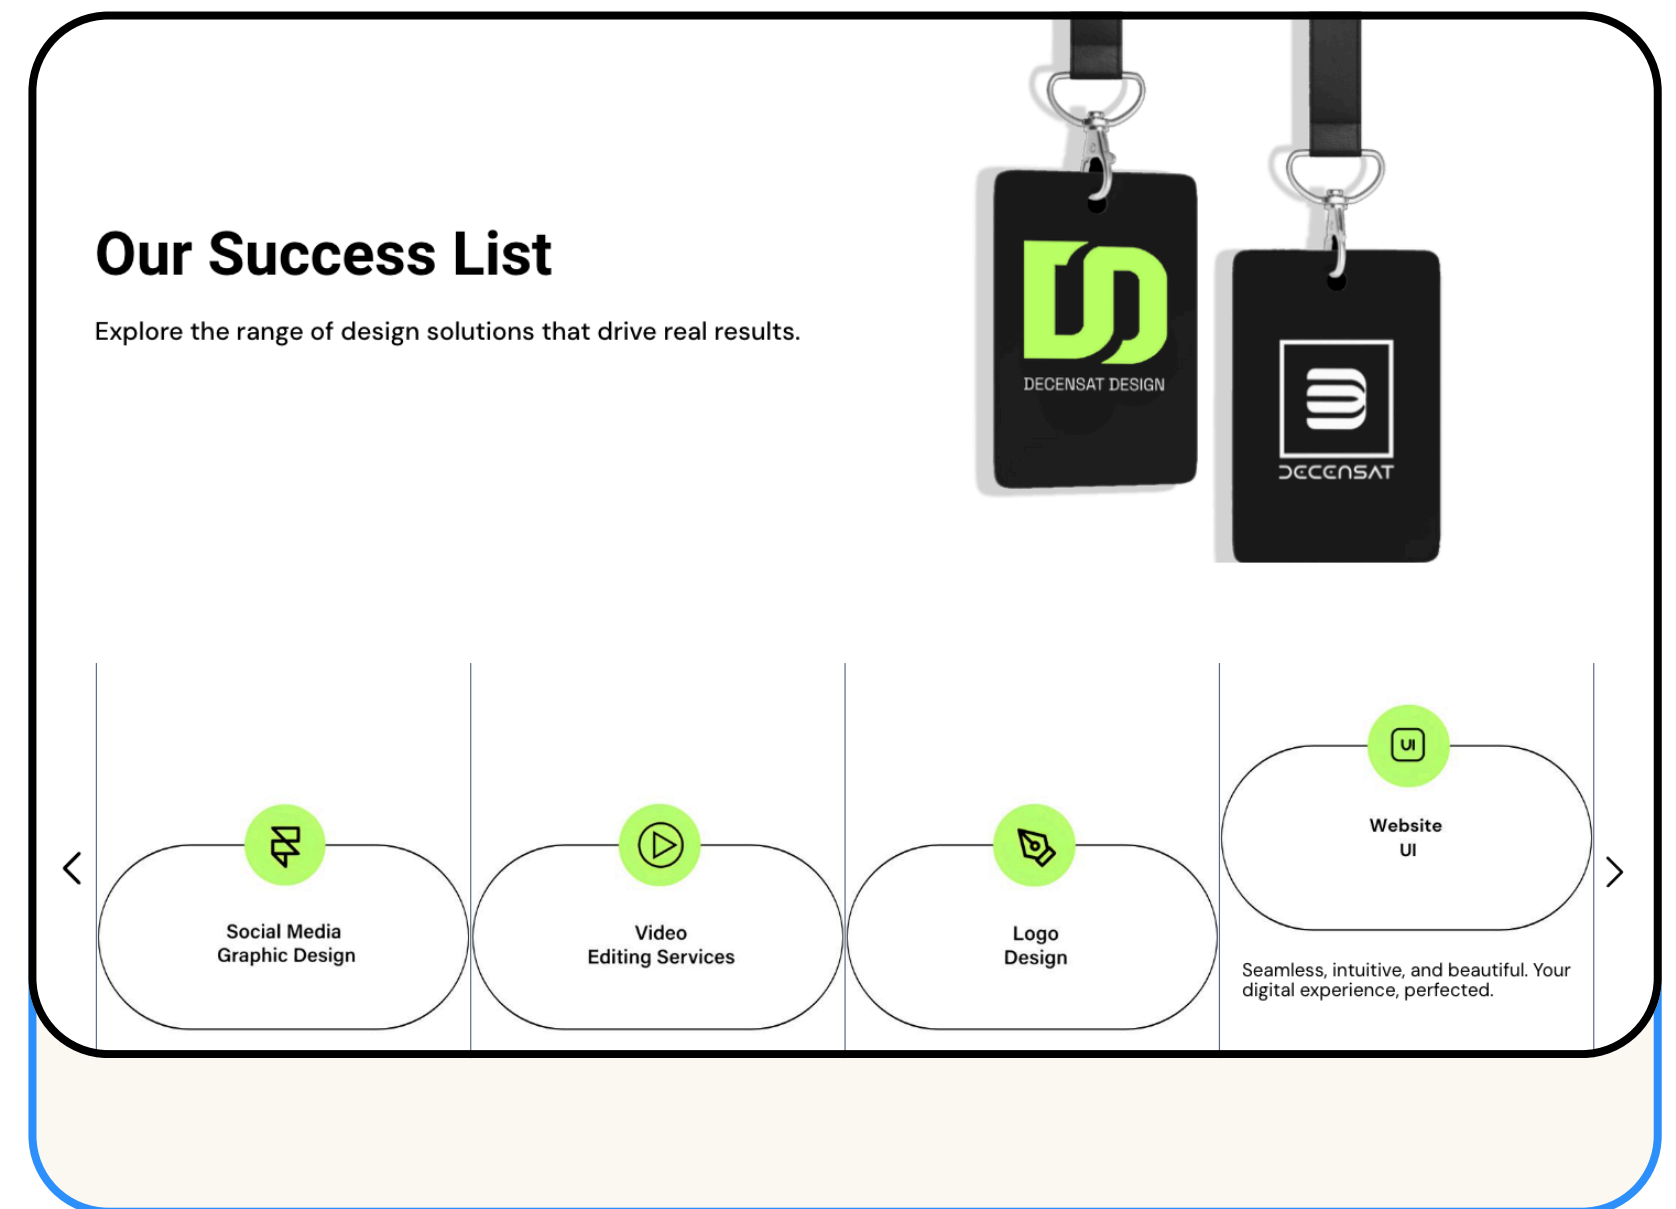 Our Success List
Explore the range of design solutions that drive real results.
DECENSAT DESIGN
DECENSAT
Social Media
Graphic Design
Video
Editing Services
Logo
Design
UI
Website
UI
Seamless, intuitive, and beautiful. Your
digital experience, perfected.